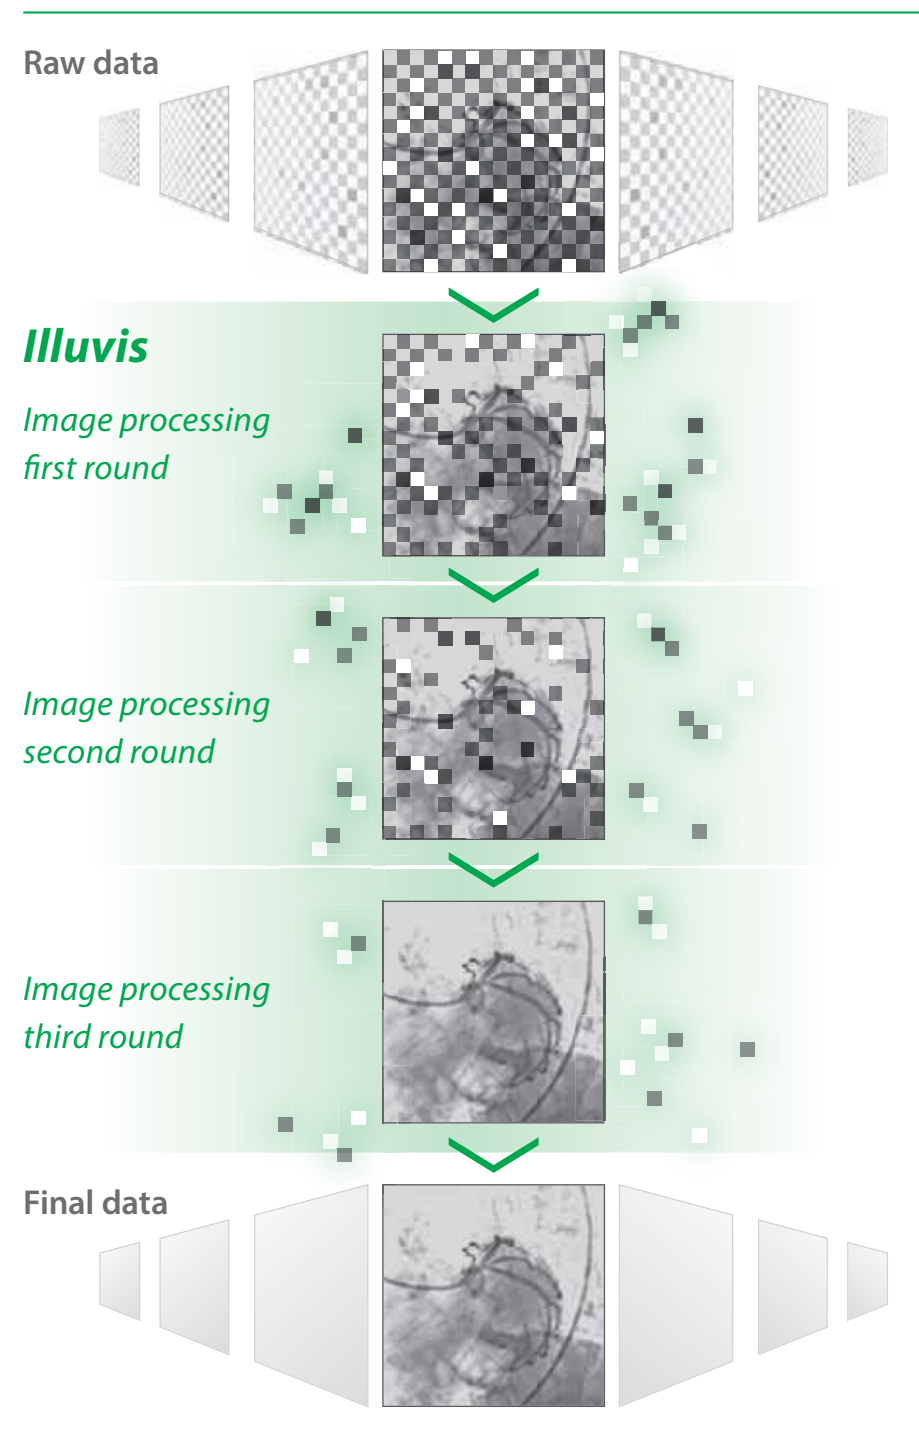 Raw data
Illuvis
Image processing
first round
Image processing
second round
Image processing
third round
Final data